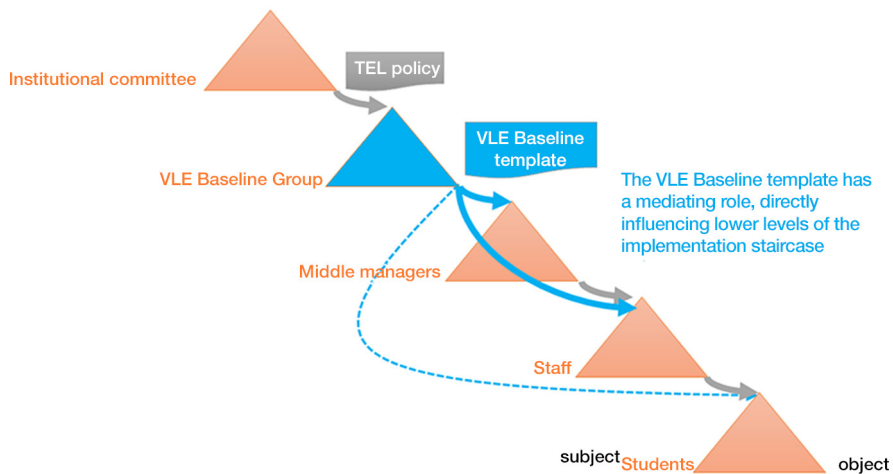 Institutional committee
TEL policy
VLE Baseline Group
VLE Baseline
template
The VLE Baseline template has
a mediating role, directly
influencing lower levels of the
implementation staircase
Middle managers
Staff
subject
Students
object